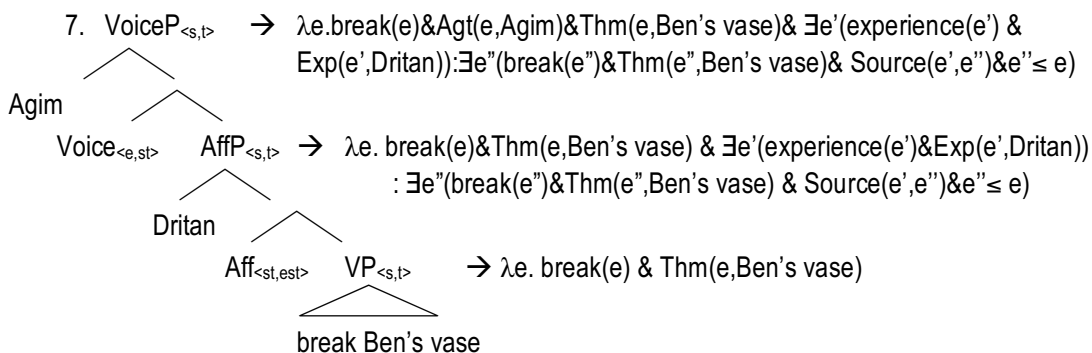 7. VoiceP<s,t> → λe.break(e)&Agt(e,Agim)&Thm(e,Ben's vase)& ∃e'(experience(e') &
Exp(e',Dritan)):∃e"(break(e")&Thm(e",Ben's vase)& Source(e',e'')&e''≤ e)
Agim
Voice<e,st> AffP<s,t> → λe. break(e)&Thm(e,Ben's vase) & ∃e'(experience(e')&Exp(e',Dritan))
: ∃e"(break(e")&Thm(e",Ben's vase) & Source(e',e'')&e''≤ e)
Dritan
Aff<st,est> VP<s,t> → λe. break(e) & Thm(e,Ben's vase)
break Ben's vase